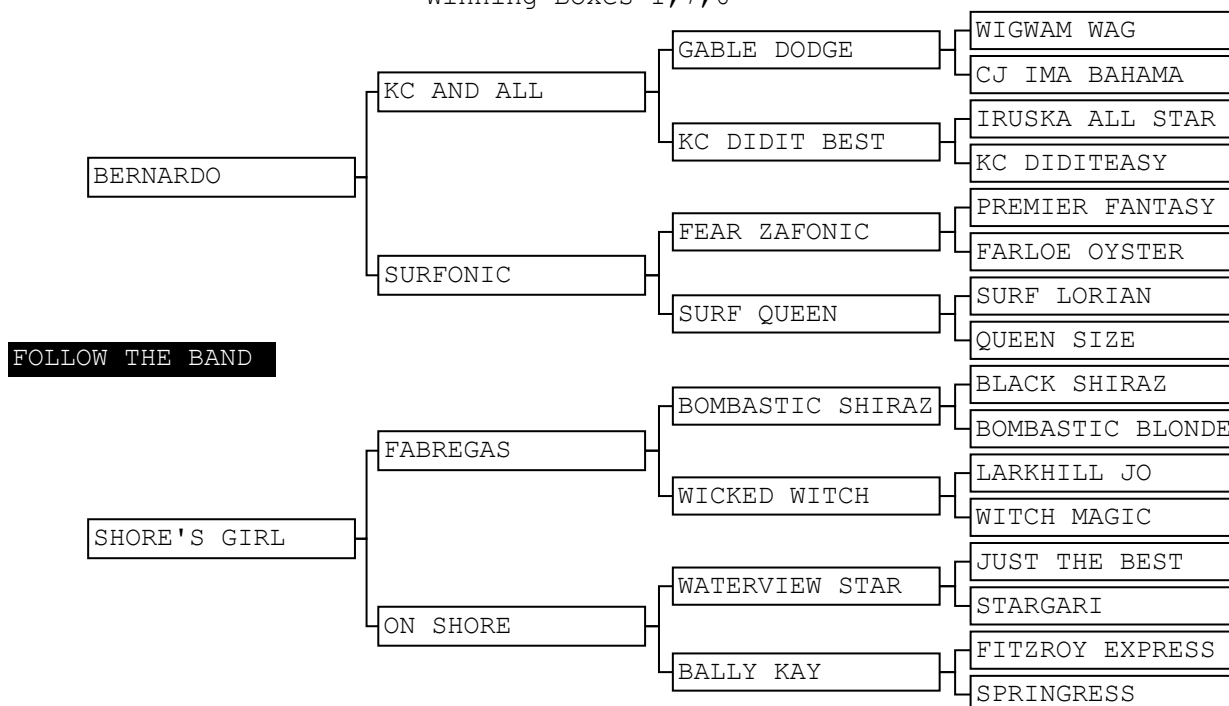 WIGWAM WAG
GABLE DODGE
CJ IMA BAHAMA
KC AND ALL
IRUSKA ALL STAR
KC DIDIT BEST
KC DIDITEASY
BERNARDO
PREMIER FANTASY
FEAR ZAFONIC
FARLOE OYSTER
SURFONIC
SURF LORIAN
SURF QUEEN
QUEEN SIZE
FOLLOW THE BAND
BLACK SHIRAZ
BOMBASTIC SHIRAZ
BOMBASTIC BLONDE
FABREGAS
LARKHILL JO
WICKED WITCH
WITCH MAGIC
SHORE'S GIRL
JUST THE BEST
WATERVIEW STAR
STARGARI
ON SHORE
FITZROY EXPRESS
BALLY KAY
SPRINGRESS